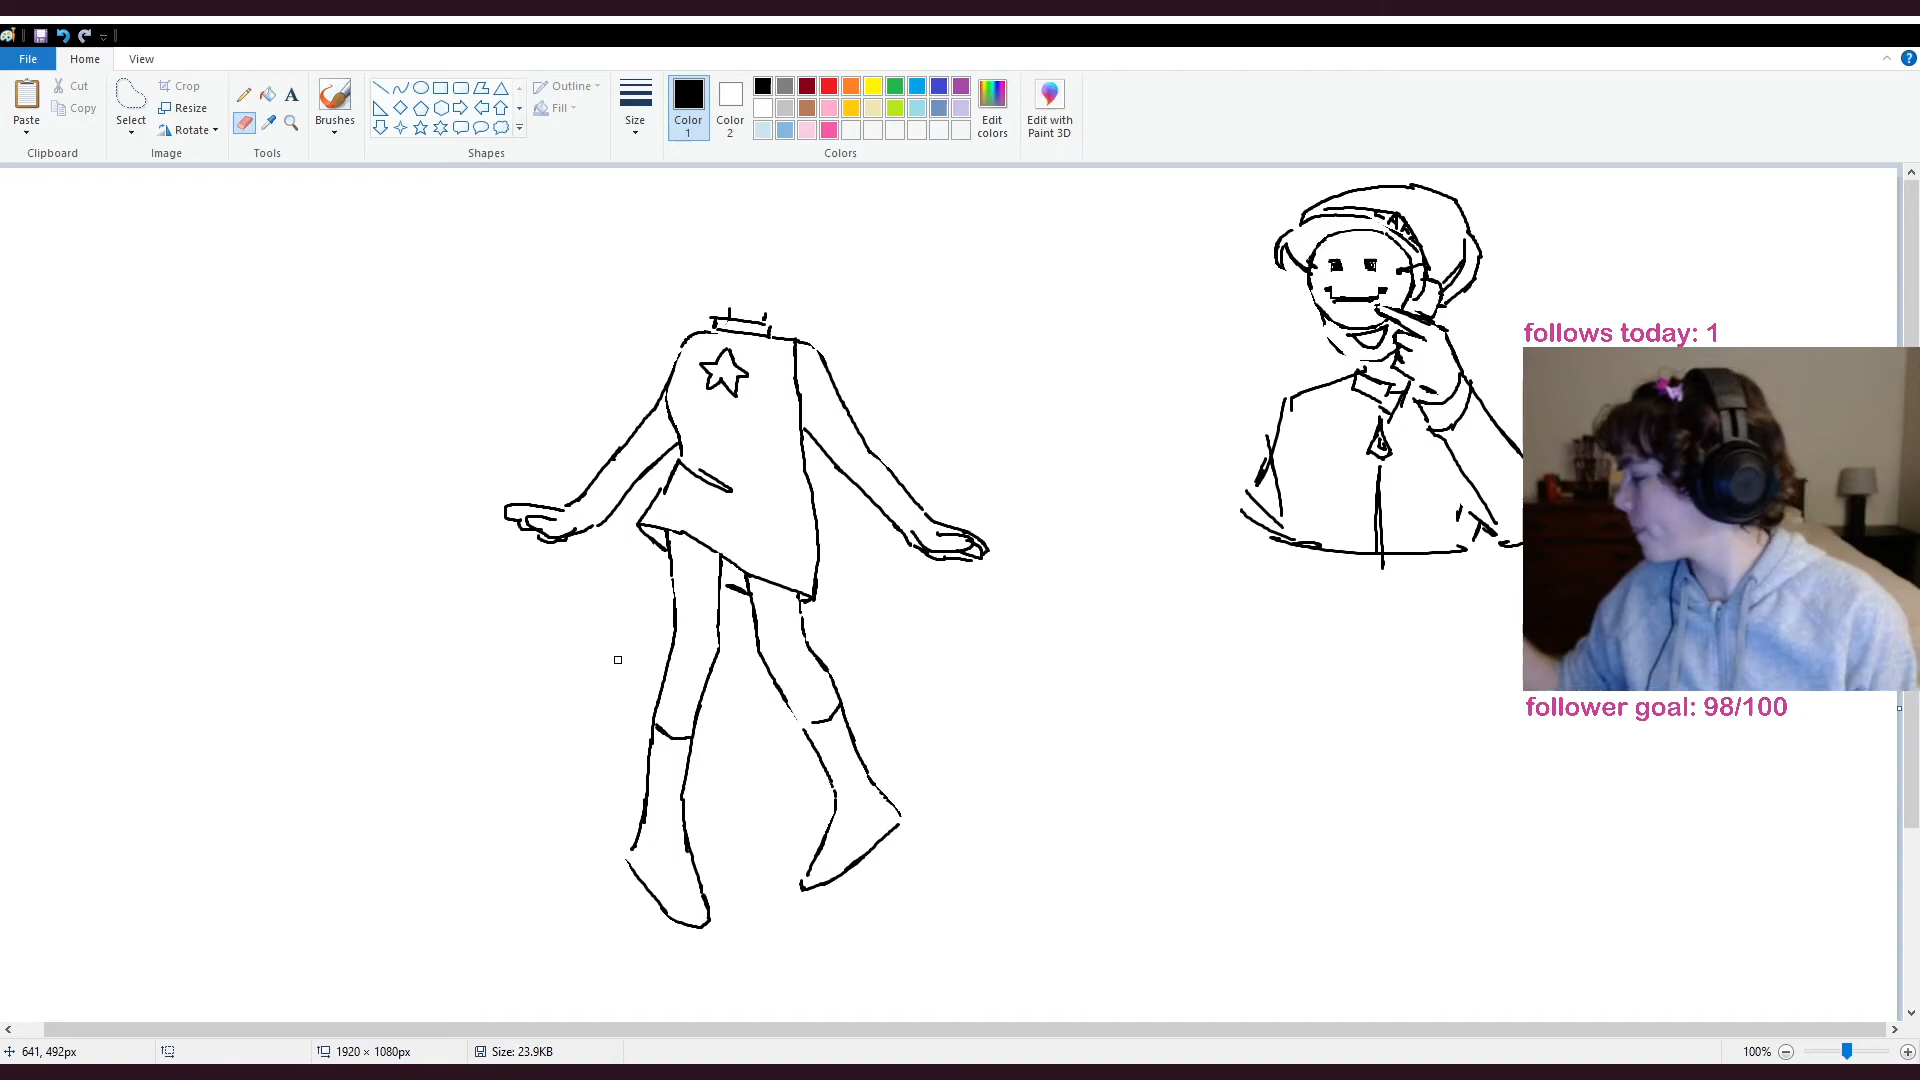 File Home View
Cut
Copy
Paste
Clipboard
Select
Crop
Resize
Rotate
Image
Tools
Brushes
Shapes
Outline
Fill
Size
Color
1
Color
2
Colors
Edit
colors
Edit with
Paint 3D
follows today: 1
follower goal: 98/100
641, 492px
1920 × 1080px
Size: 23.9KB
100%